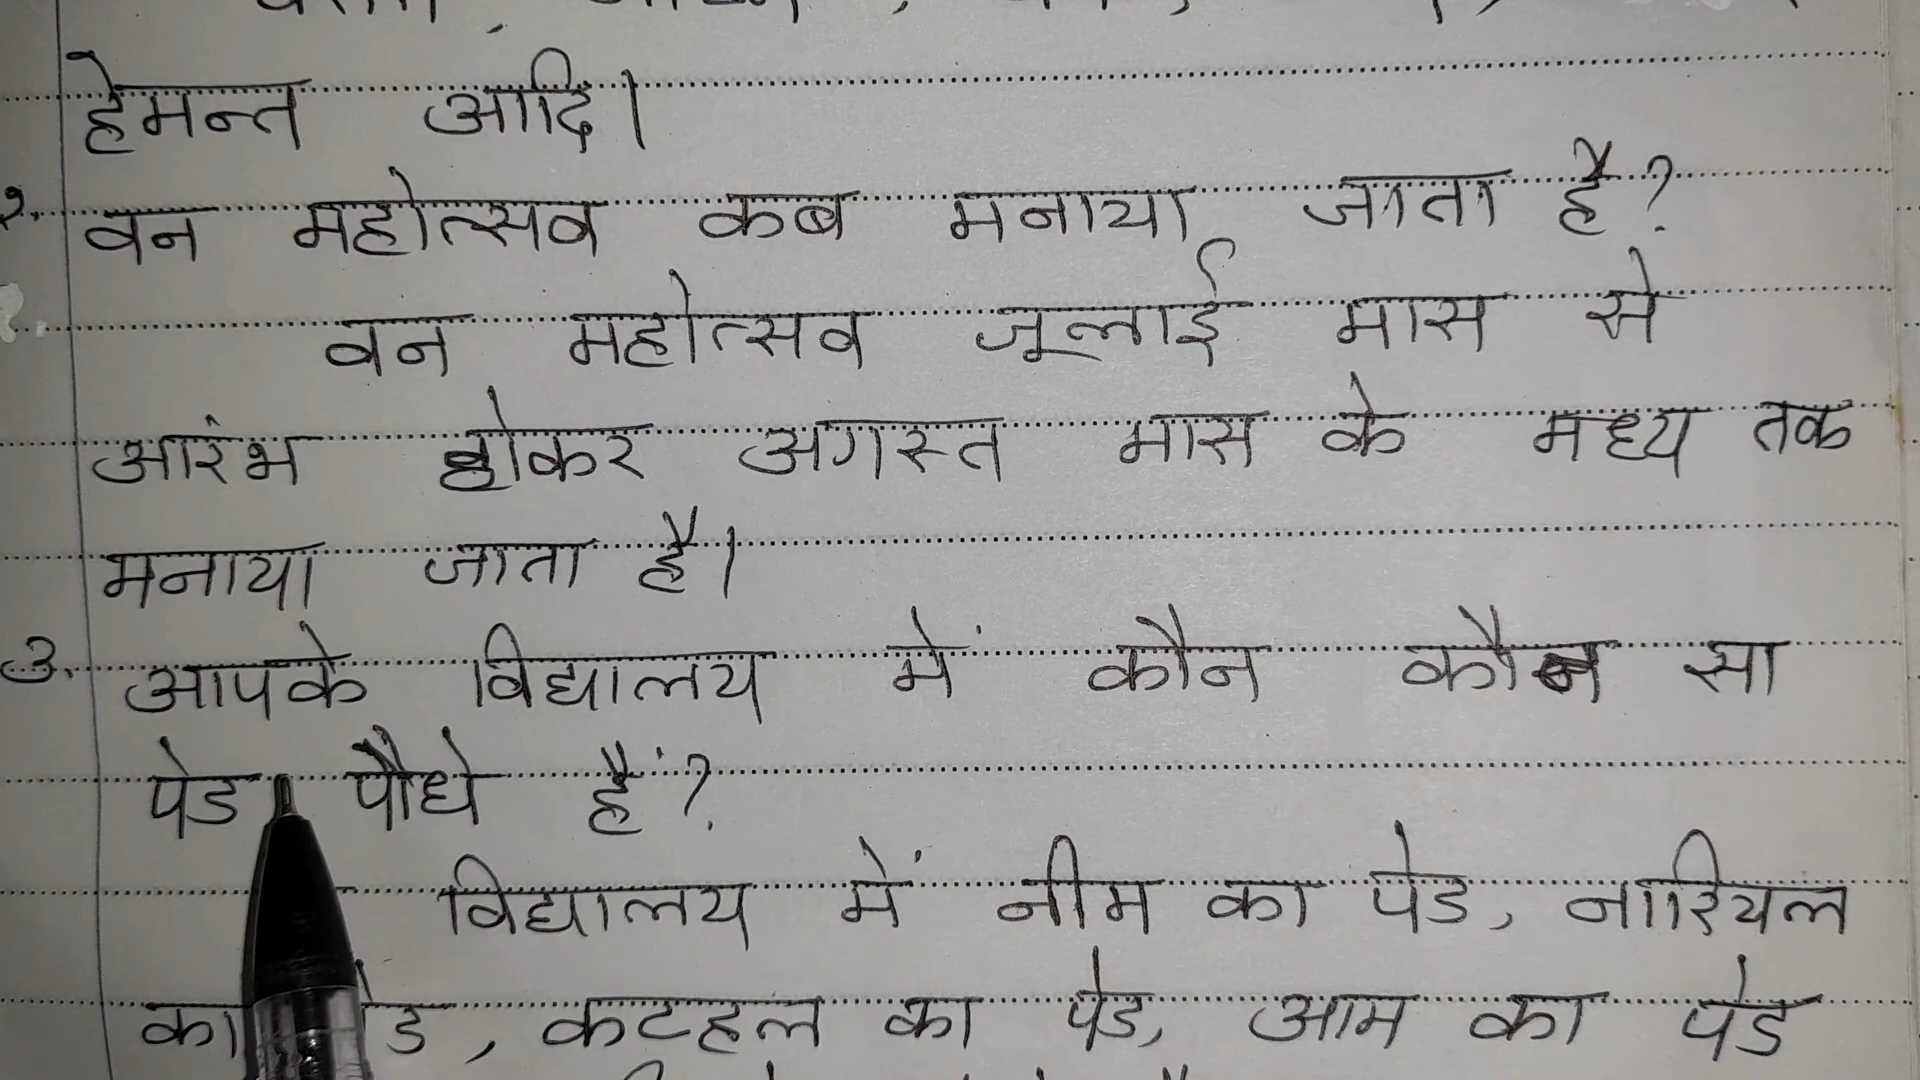 हेमन्त आदि।
२. वन महोत्सव कब मनाया जाता है?
वन महोत्सव जूलाई मास से
आरंभ होकर अगस्त मास के मध्य तक
मनाया जाता है।
3. आपके विद्यालय में कौन कौन सा
पेड पौधे हैं?
विद्यालय में नीम का पेड, नारियल
का , कटहल का पेड, आम का पेड